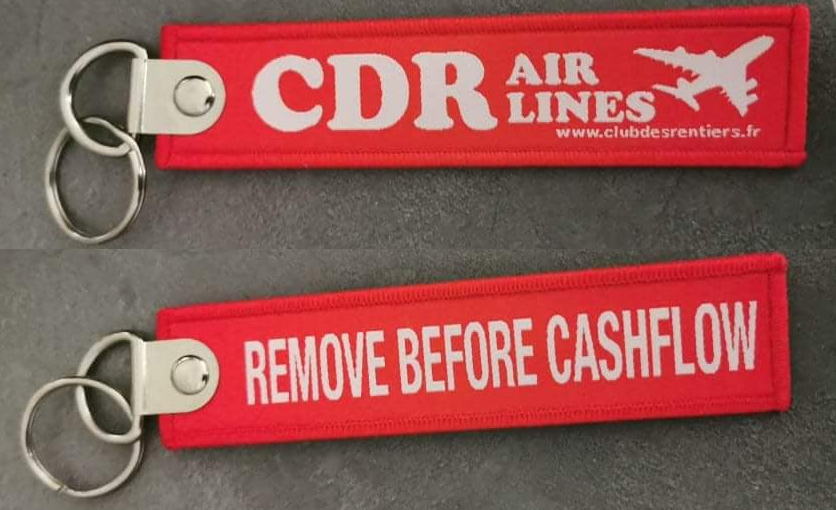 CDR AIR
LINES
www.clubdesrentiers.fr
REMOVE BEFORE CASHFLOW